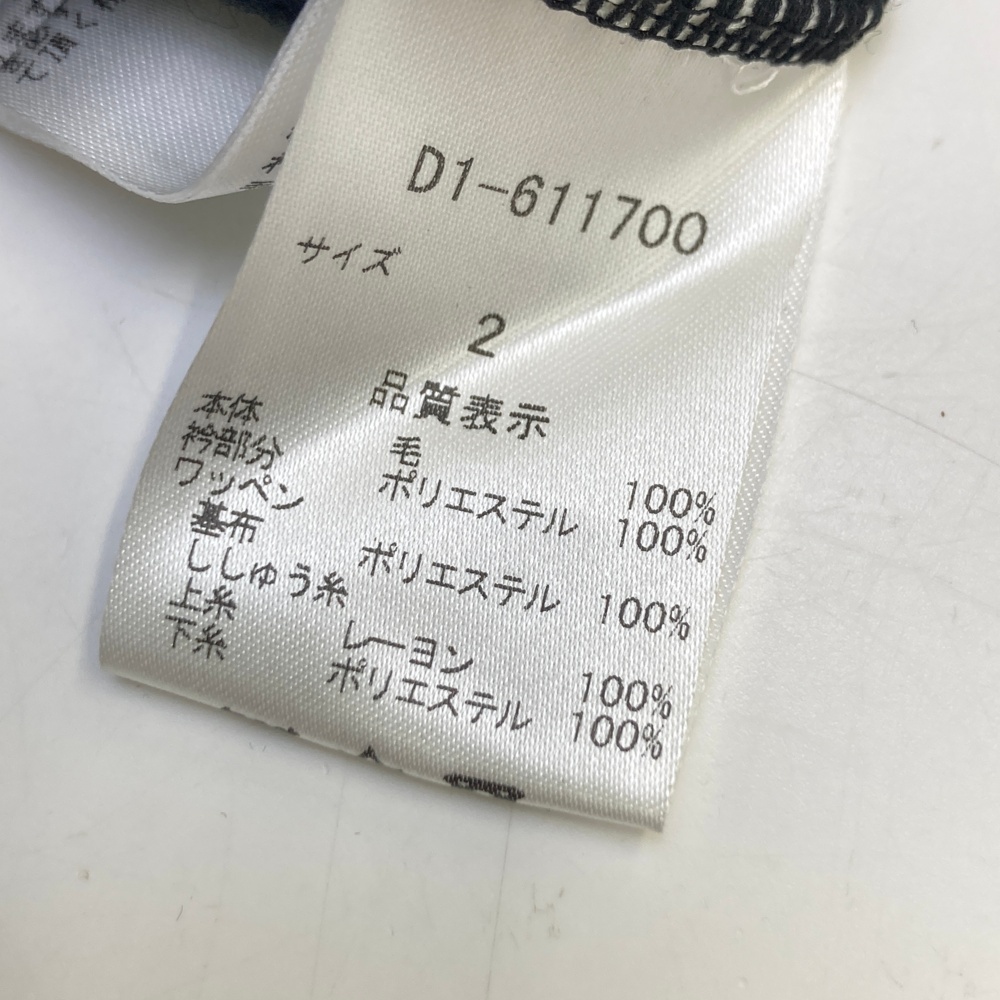 D1-611700
サイズ
2
品質表示
本体 毛 100%
衿部分 ポリエステル 100%
ワッペン
基布 ポリエステル 100%
ししゅう糸
上糸 レーヨン 100%
下糸 ポリエステル 100%